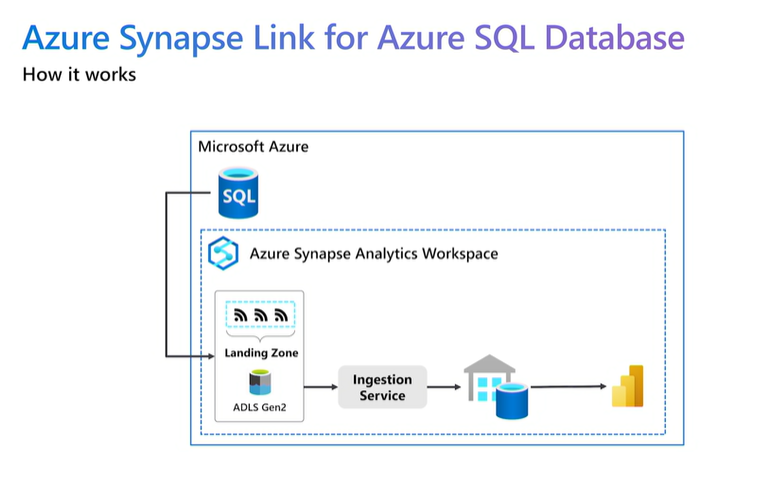 Azure Synapse Link for Azure SQL Database
How it works
Microsoft Azure
SQL
Azure Synapse Analytics Workspace
Landing Zone
ADLS Gen2
Ingestion
Service